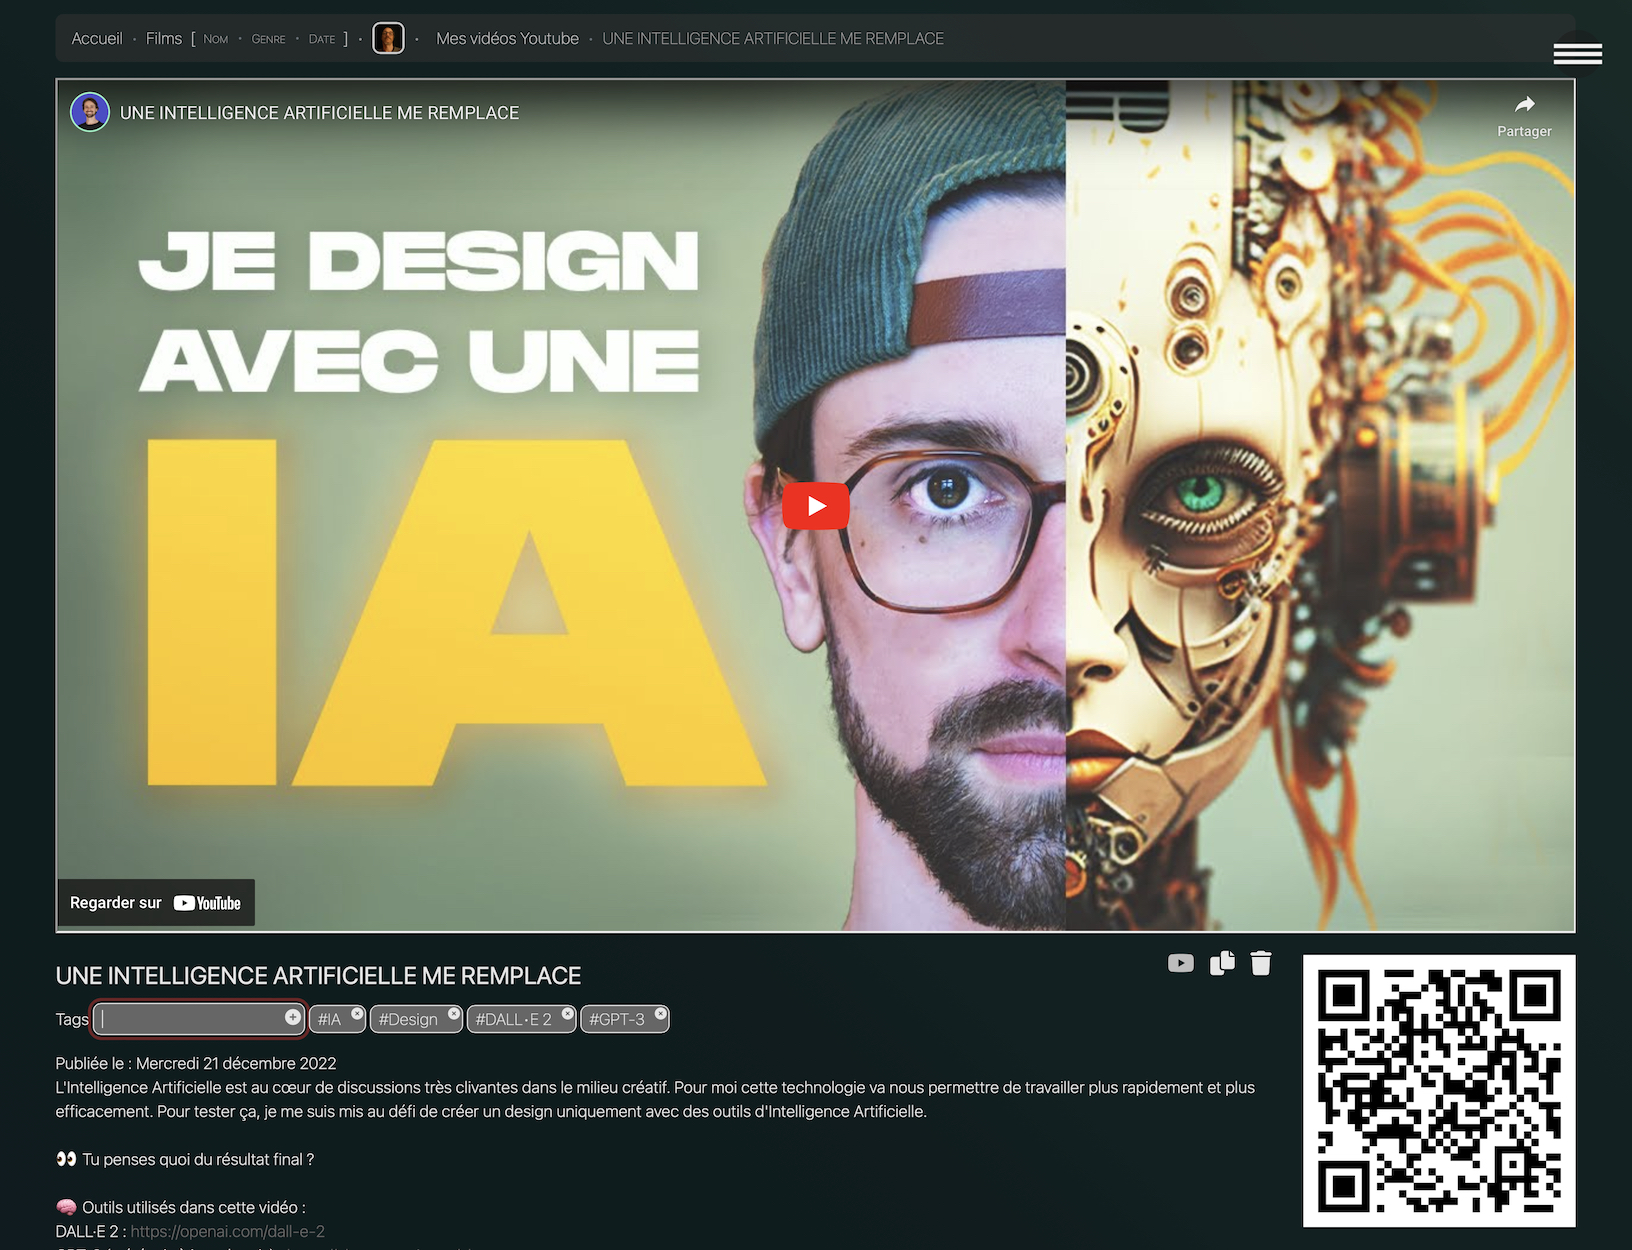 Accueil · Films [ Nom · Genre · Date ] · · Mes vidéos Youtube · UNE INTELLIGENCE ARTIFICIELLE ME REMPLACE
UNE INTELLIGENCE ARTIFICIELLE ME REMPLACE
Partager
JE DESIGN
AVEC UNE
IA
Regarder sur YouTube
UNE INTELLIGENCE ARTIFICIELLE ME REMPLACE
Tags #IA #Design #DALL·E 2 #GPT-3
Publiée le : Mercredi 21 décembre 2022
L'Intelligence Artificielle est au cœur de discussions très clivantes dans le milieu créatif. Pour moi cette technologie va nous permettre de travailler plus rapidement et plus
efficacement. Pour tester ça, je me suis mis au défi de créer un design uniquement avec des outils d'Intelligence Artificielle.
👀 Tu penses quoi du résultat final ?
🧠 Outils utilisés dans cette vidéo :
DALL·E 2 : https://openai.com/dall-e-2